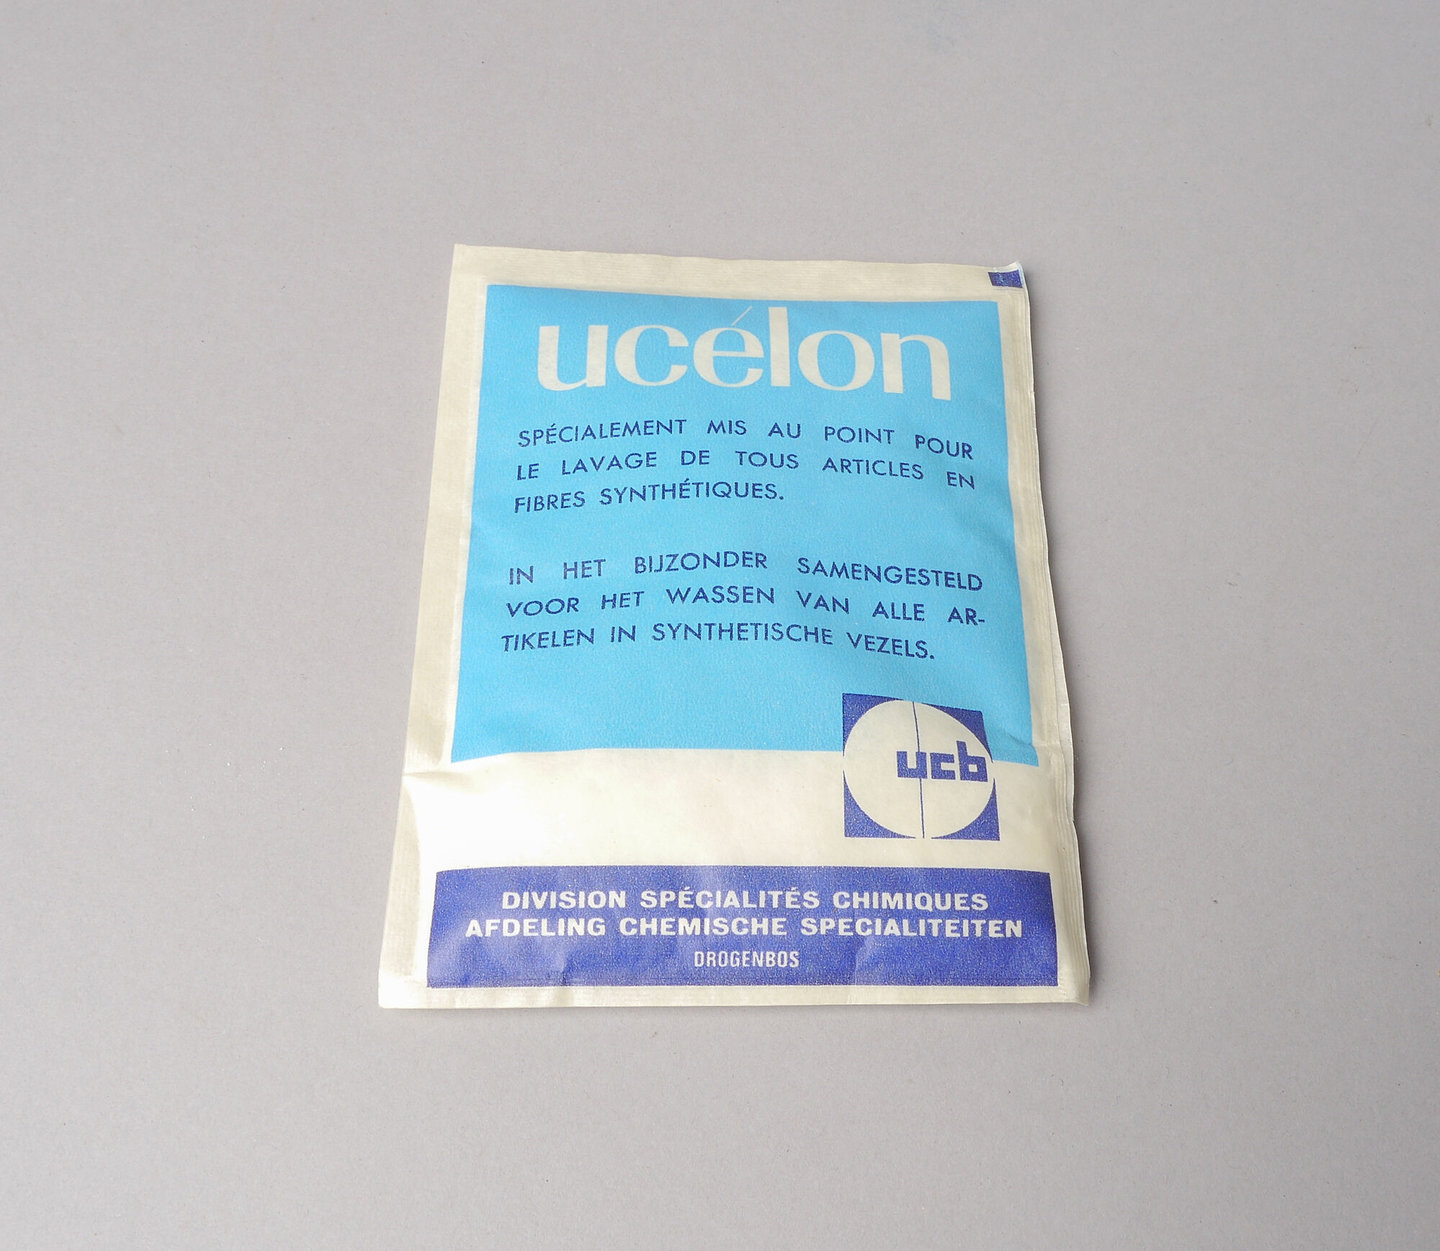 ucélon
SPÉCIALEMENT MIS AU POINT POUR
LE LAVAGE DE TOUS ARTICLES EN
FIBRES SYNTHÉTIQUES.
IN HET BIJZONDER SAMENGESTELD
VOOR HET WASSEN VAN ALLE AR-
TIKELEN IN SYNTHETISCHE VEZELS.
ucb
DIVISION SPÉCIALITÉS CHIMIQUES
AFDELING CHEMISCHE SPECIALITEITEN
DROGENBOS